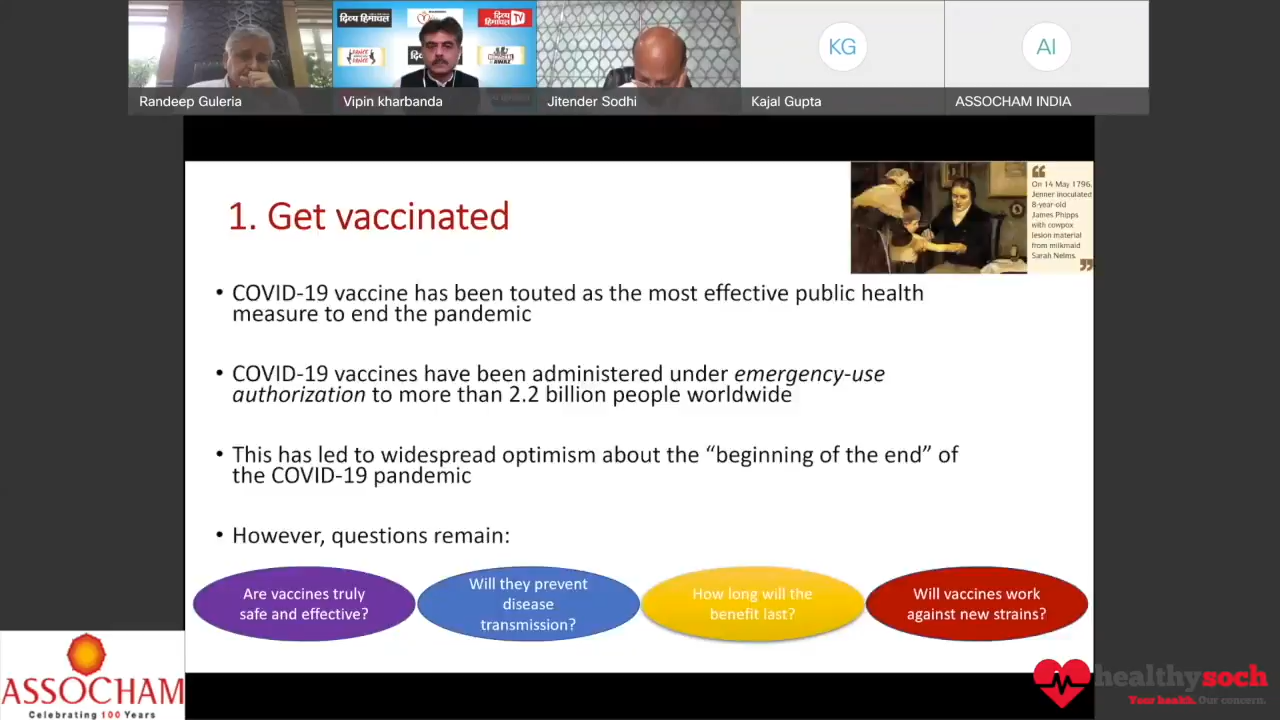 दिव्य हिमाचल
दिव्य हिमाचल TV
Randeep Guleria
Vipin kharbanda
Jitender Sodhi
KG
Kajal Gupta
AI
ASSOCHAM INDIA
1. Get vaccinated
“
On 14 May 1796,
Jenner inoculated
8-year-old
James Phipps
with cowpox
lesion material
from milkmaid
Sarah Nelms.
”
• COVID-19 vaccine has been touted as the most effective public health
measure to end the pandemic
• COVID-19 vaccines have been administered under emergency-use
authorization to more than 2.2 billion people worldwide
• This has led to widespread optimism about the “beginning of the end” of
the COVID-19 pandemic
• However, questions remain:
Are vaccines truly
safe and effective?
Will they prevent
disease
transmission?
How long will the
benefit last?
Will vaccines work
against new strains?
ASSOCHAM
Celebrating 100 Years
healthysoch
Your health. Our concern.